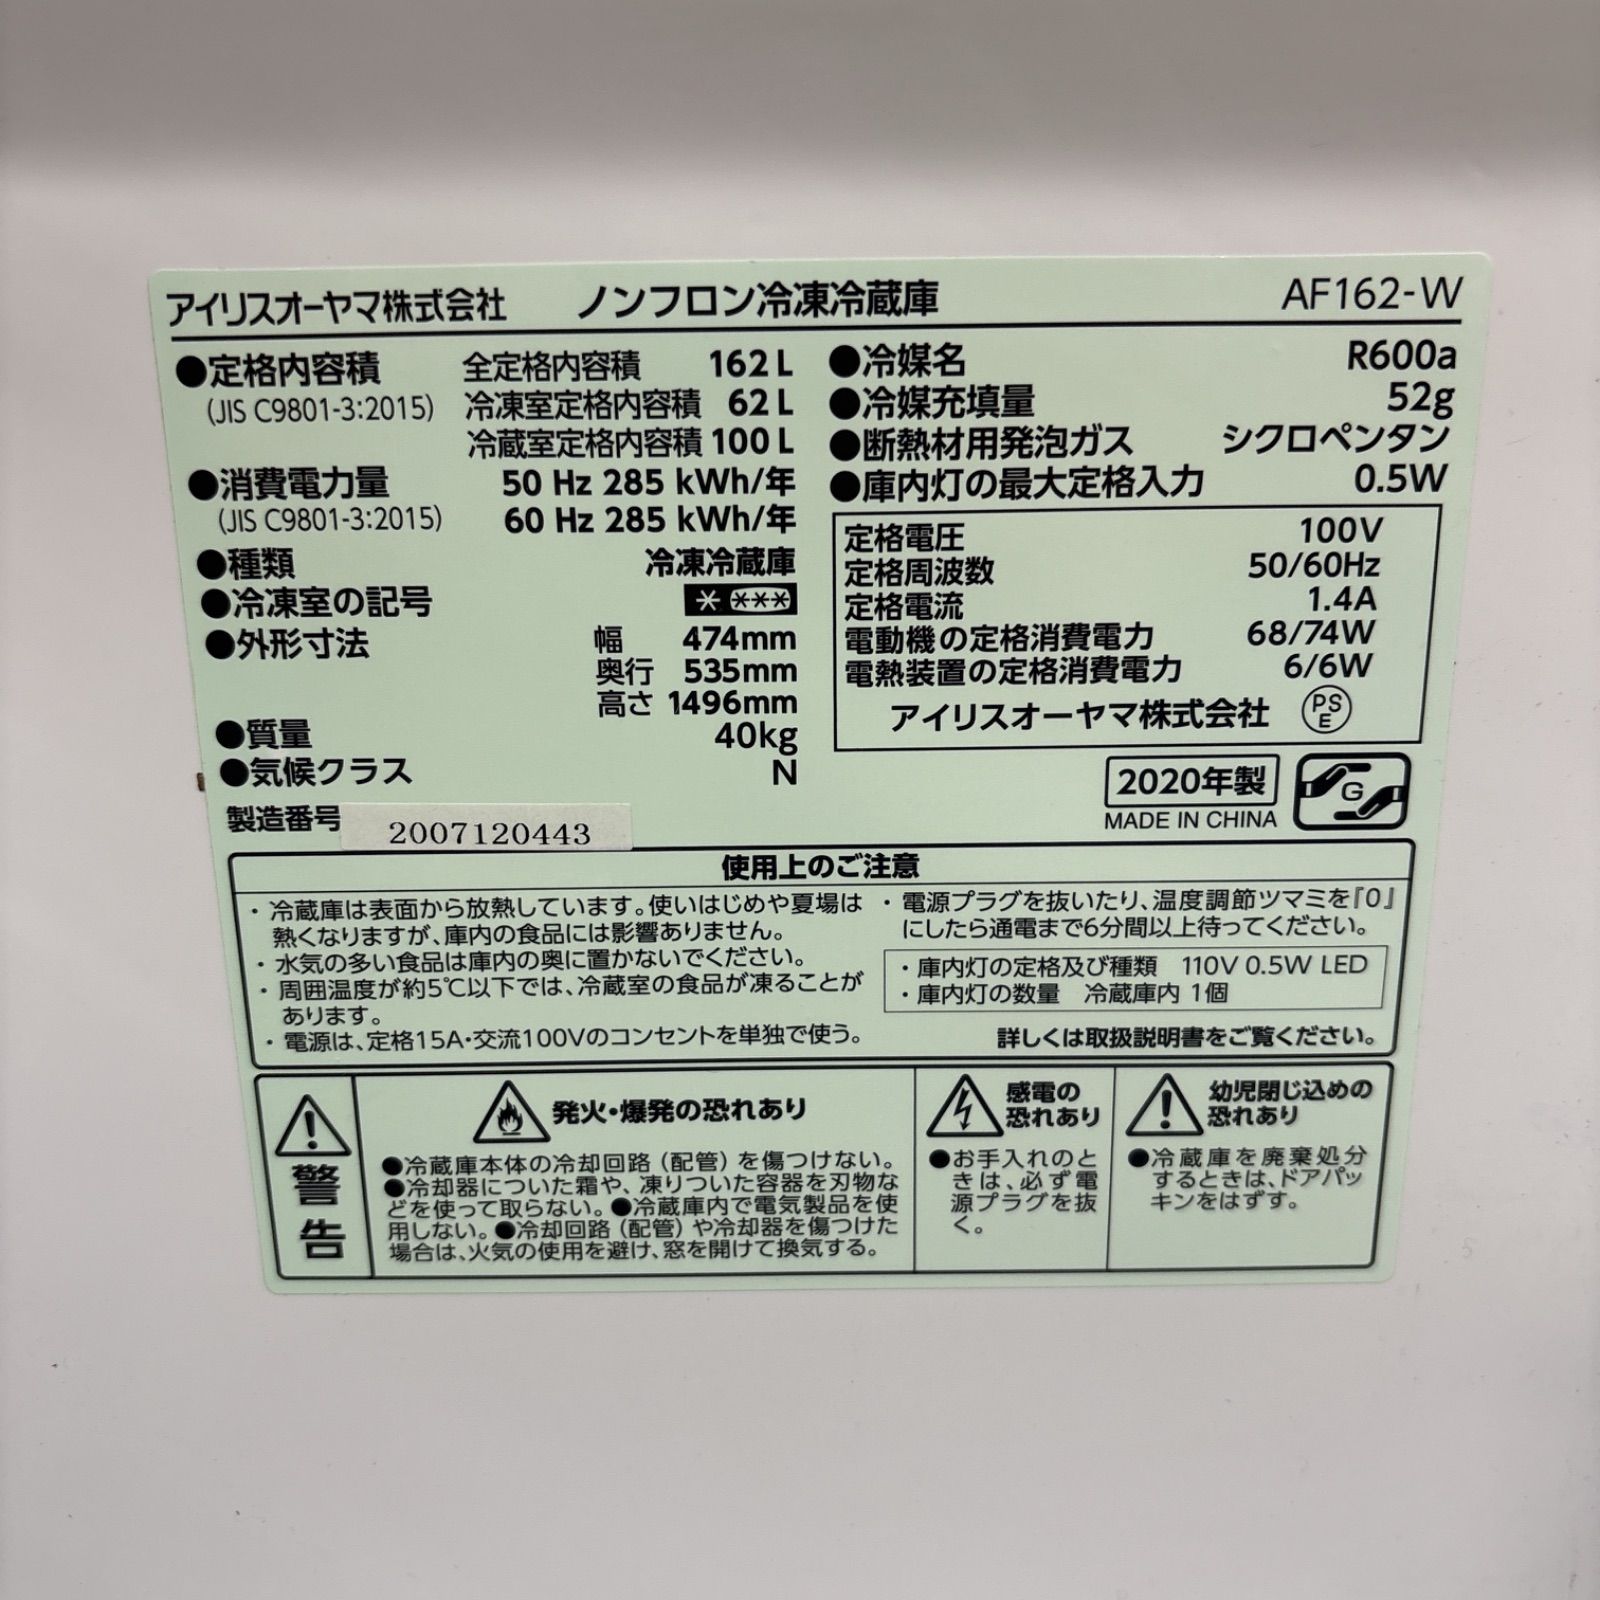 アイリスオーヤマ株式会社 ノンフロン冷凍冷蔵庫 AF162-W
●定格内容積 全定格内容積 162 L
(JIS C9801-3:2015) 冷凍室定格内容積 62 L
冷蔵室定格内容積 100 L
●消費電力量 50 Hz 285 kWh/年
(JIS C9801-3:2015) 60 Hz 285 kWh/年
●種類 冷凍冷蔵庫
●冷凍室の記号 * ***
●外形寸法 幅 474mm
奥行 535mm
高さ 1496mm
●質量 40kg
●気候クラス N
製造番号 2007120443
●冷媒名 R600a
●冷媒充填量 52g
●断熱材用発泡ガス シクロペンタン
●庫内灯の最大定格入力 0.5W
定格電圧 100V
定格周波数 50/60Hz
定格電流 1.4A
電動機の定格消費電力 68/74W
電熱装置の定格消費電力 6/6W
アイリスオーヤマ株式会社 PS E
2020年製
MADE IN CHINA
G
使用上のご注意
・冷蔵庫は表面から放熱しています。使いはじめや夏場は
熱くなりますが、庫内の食品には影響ありません。
・水気の多い食品は庫内の奥に置かないでください。
・周囲温度が約5℃以下では、冷蔵室の食品が凍ることが
あります。
・電源は、定格15A・交流100Vのコンセントを単独で使う。
・電源プラグを抜いたり、温度調節ツマミを『0』
にしたら通電まで6分間以上待ってください。
・庫内灯の定格及び種類 110V 0.5W LED
・庫内灯の数量 冷蔵庫内 1個
詳しくは取扱説明書をご覧ください。
警告
発火・爆発の恐れあり
●冷蔵庫本体の冷却回路（配管）を傷つけない。
●冷却器についた霜や、凍りついた容器を刃物な
どを使って取らない。●冷蔵庫内で電気製品を使
用しない。●冷却回路（配管）や冷却器を傷つけた
場合は、火気の使用を避け、窓を開けて換気する。
感電の
恐れあり
●お手入れのと
きは、必ず電
源プラグを抜
く。
幼児閉じ込めの
恐れあり
●冷蔵庫を廃棄処分
するときは、ドアパッ
キンをはずす。